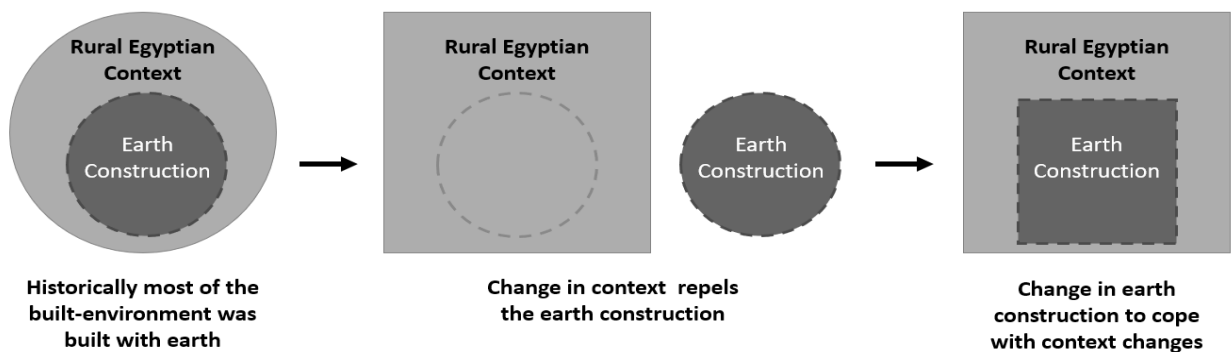 Rural Egyptian
Context
Earth
Construction
Historically most of the
built-environment was
built with earth
Rural Egyptian
Context
Earth
Construction
Change in context repels
the earth construction
Rural Egyptian
Context
Earth
Construction
Change in earth
construction to cope
with context changes